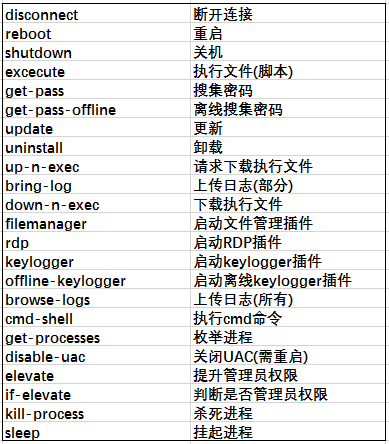 disconnect 断开连接
reboot 重启
shutdown 关机
excecute 执行文件(脚本)
get-pass 搜集密码
get-pass-offline 离线搜集密码
update 更新
uninstall 卸载
up-n-exec 请求下载执行文件
bring-log 上传日志(部分)
down-n-exec 下载执行文件
filemanager 启动文件管理插件
rdp 启动RDP插件
keylogger 启动keylogger插件
offline-keylogger 启动离线keylogger插件
browse-logs 上传日志(所有)
cmd-shell 执行cmd命令
get-processes 枚举进程
disable-uac 关闭UAC(需重启)
elevate 提升管理员权限
if-elevate 判断是否管理员权限
kill-process 杀死进程
sleep 挂起进程